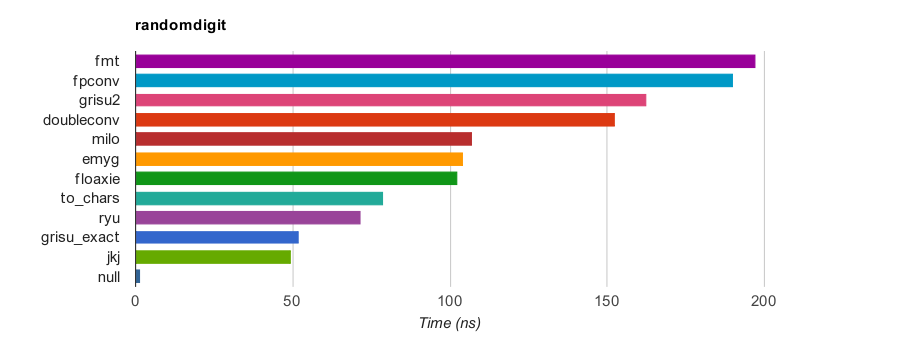 randomdigit
fmt
fpconv
grisu2
doubleconv
milo
emyg
floaxie
to_chars
ryu
grisu_exact
jkj
null
0 50 100 150 200
Time (ns)